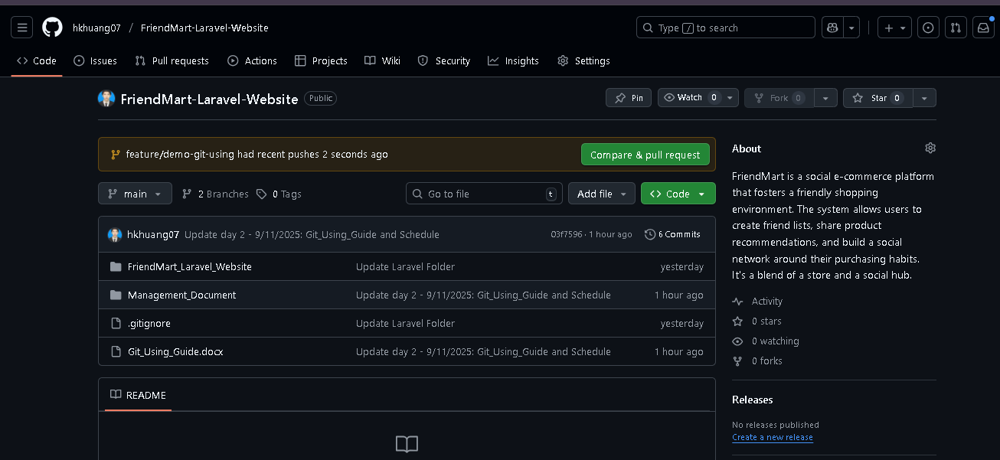 hkhuang07 / FriendMart-Laravel-Website
Type / to search
Code Issues Pull requests Actions Projects Wiki Security Insights Settings
FriendMart-Laravel-Website Public
Pin Watch 0 Fork 0 Star 0
feature/demo-git-using had recent pushes 2 seconds ago
Compare & pull request
main 2 Branches 0 Tags
Go to file t Add file Code
hkhuang07 Update day 2 - 9/11/2025: Git_Using_Guide and Schedule 03f7596 · 1 hour ago 6 Commits
FriendMart_Laravel_Website Update Laravel Folder yesterday
Management_Document Update day 2 - 9/11/2025: Git_Using_Guide and Schedule 1 hour ago
.gitignore Update Laravel Folder yesterday
Git_Using_Guide.docx Update day 2 - 9/11/2025: Git_Using_Guide and Schedule 1 hour ago
README
About
FriendMart is a social e-commerce platform
that fosters a friendly shopping
environment. The system allows users to
create friend lists, share product
recommendations, and build a social
network around their purchasing habits.
It's a blend of a store and a social hub.
Activity
0 stars
0 watching
0 forks
Releases
No releases published
Create a new release